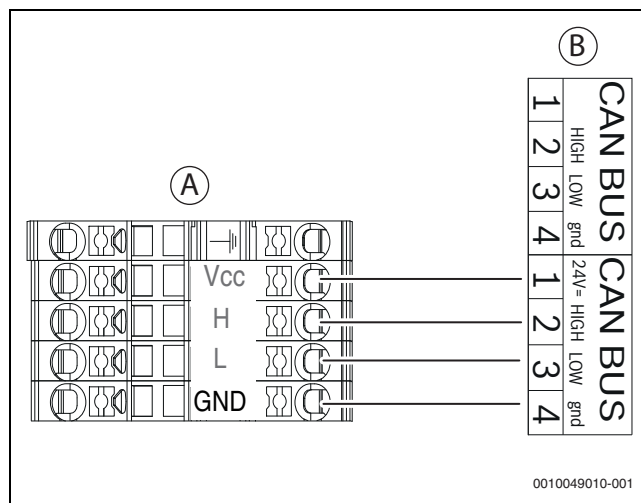 B
A
CAN BUS
HIGH LOW gnd
1 2 3 4
CAN BUS
24V= HIGH LOW gnd
1 2 3 4
Vcc
H
L
GND
0010049010-001